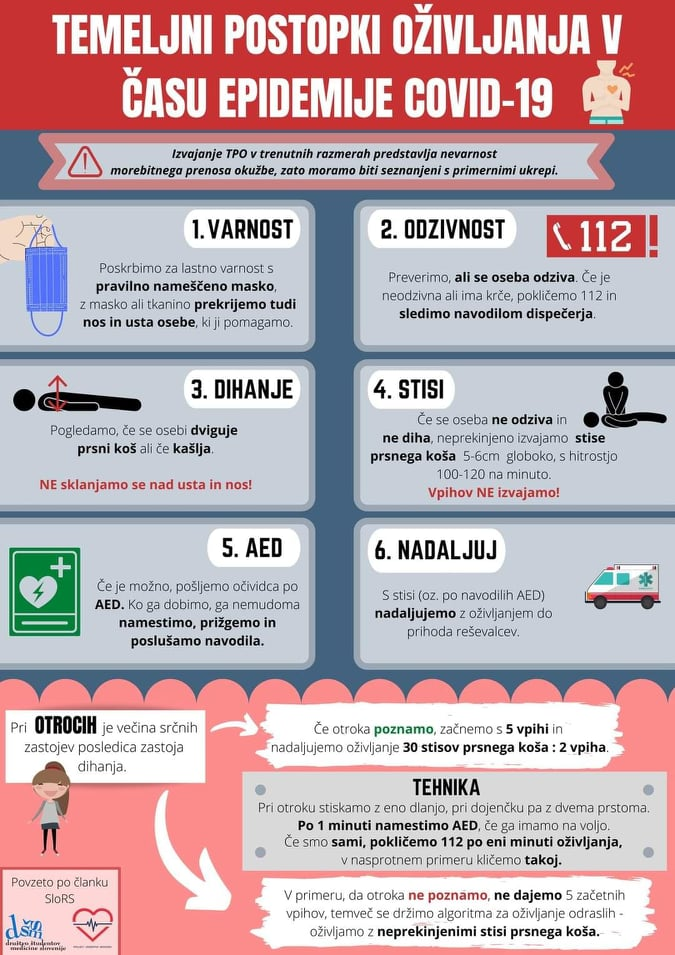 TEMELJNI POSTOPKI OŽIVLJANJA V
ČASU EPIDEMIJE COVID-19
Izvajanje TPO v trenutnih razmerah predstavlja nevarnost
morebitnega prenosa okužbe, zato moramo biti seznanjeni s primernimi ukrepi.
1. VARNOST
Poskrbimo za lastno varnost s
pravilno nameščeno masko,
z masko ali tkanino prekrijemo tudi
nos in usta osebe, ki ji pomagamo.
2. ODZIVNOST
112!
Preverimo, ali se oseba odziva. Če je
neodzivna ali ima krče, pokličemo 112 in
sledimo navodilom dispečerja.
3. DIHANJE
Pogledamo, če se osebi dviguje
prsni koš ali če kašlja.
NE sklanjamo se nad usta in nos!
4. STISI
Če se oseba ne odziva in
ne diha, neprekinjeno izvajamo stise
prsnega koša 5-6cm globoko, s hitrostjo
100-120 na minuto.
Vpihov NE izvajamo!
5. AED
Če je možno, pošljemo očividca po
AED. Ko ga dobimo, ga nemudoma
namestimo, prižgemo in
poslušamo navodila.
6. NADALJUJ
S stisi (oz. po navodilih AED)
nadaljujemo z oživljanjem do
prihoda reševalcev.
Pri OTROCIH je večina srčnih
zastojev posledica zastoja
dihanja.
Če otroka poznamo, začnemo s 5 vpihi in
nadaljujemo oživljanje 30 stisov prsnega koša : 2 vpiha.
TEHNIKA
Pri otroku stiskamo z eno dlanjo, pri dojenčku pa z dvema prstoma.
Po 1 minuti namestimo AED, če ga imamo na voljo.
Če smo sami, pokličemo 112 po eni minuti oživljanja,
v nasprotnem primeru kličemo takoj.
V primeru, da otroka ne poznamo, ne dajemo 5 začetnih
vpihov, temveč se držimo algoritma za oživljanje odraslih -
oživljamo z neprekinjenimi stisi prsnega koša.
Povzeto po članku
SloRS
dšms
društvo študentov
medicine slovenije